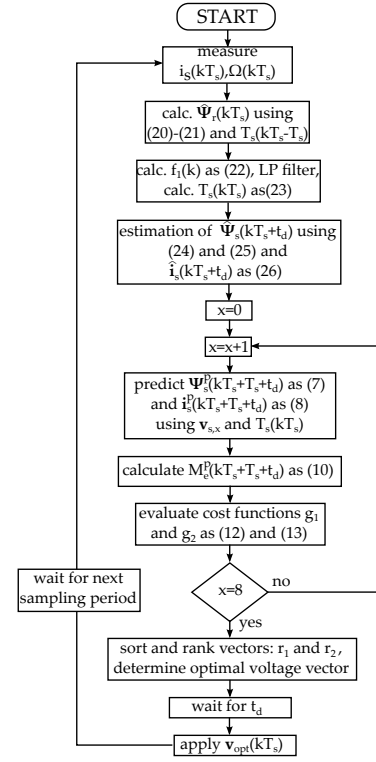 START
measure
i_S(kT_s),Ω(kT_s)
calc. Ψ̂_r(kT_s) using
(20)-(21) and T_s(kT_s-T_s)
calc. f_1(k) as (22), LP filter,
calc. T_s(kT_s) as(23)
estimation of Ψ̂_s(kT_s+t_d) using
(24) and (25) and
î_s(kT_s+t_d) as (26)
x=0
x=x+1
predict Ψ_s^p(kT_s+T_s+t_d) as (7)
and i_s^p(kT_s+T_s+t_d) as (8)
using v_s,x and T_s(kT_s)
calculate M_e^p(kT_s+T_s+t_d) as (10)
evaluate cost functions g_1
and g_2 as (12) and (13)
x=8
no
yes
sort and rank vectors: r_1 and r_2,
determine optimal voltage vector
wait for t_d
apply v_opt(kT_s)
wait for next
sampling period